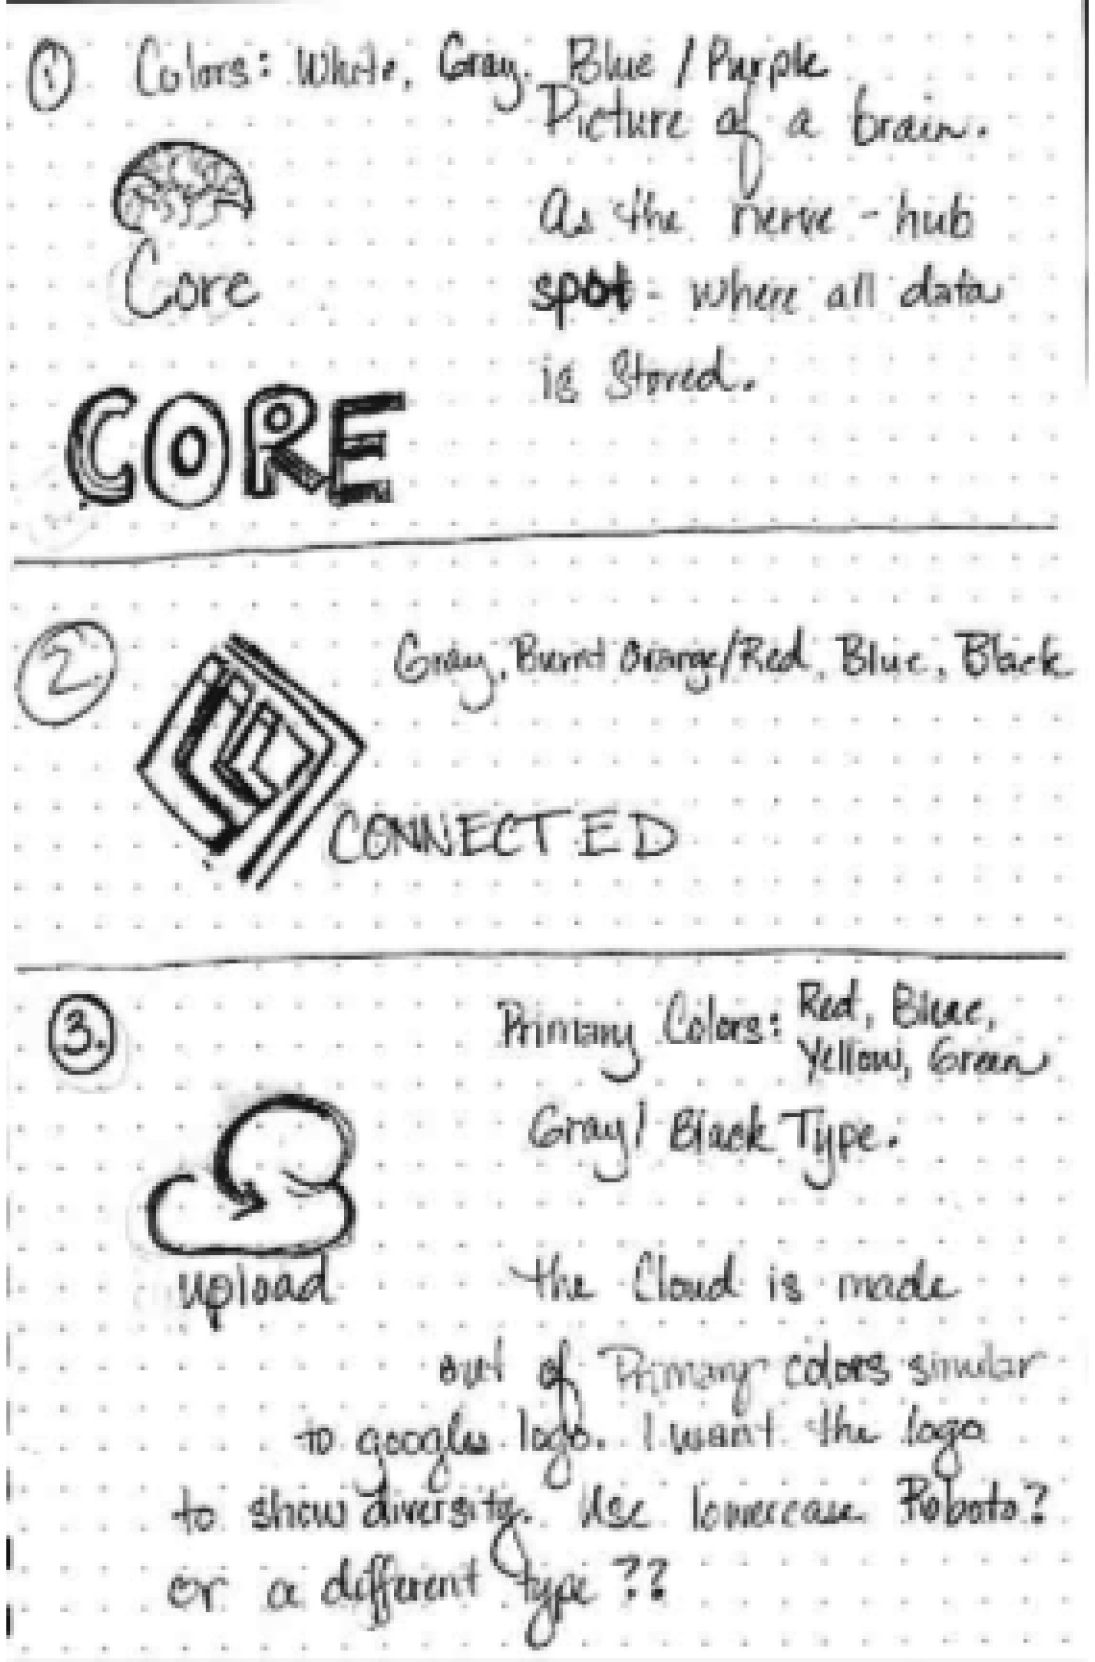 1 Colors: White, Gray, Blue / Purple
Picture of a brain.
As the nerve - hub
spot - where all data
is Stored.
Core
CORE
2. Gray, Burnt Orange/Red, Blue, Black
CONNECTED
3. Primary Colors: Red, Blue,
Yellow, Green
Gray/ Black Type.
upload
the Cloud is made
out of Primary colors similar
to googles logo. I want the logo
to show diversity. Use lowercase Roboto?
or a different type ??